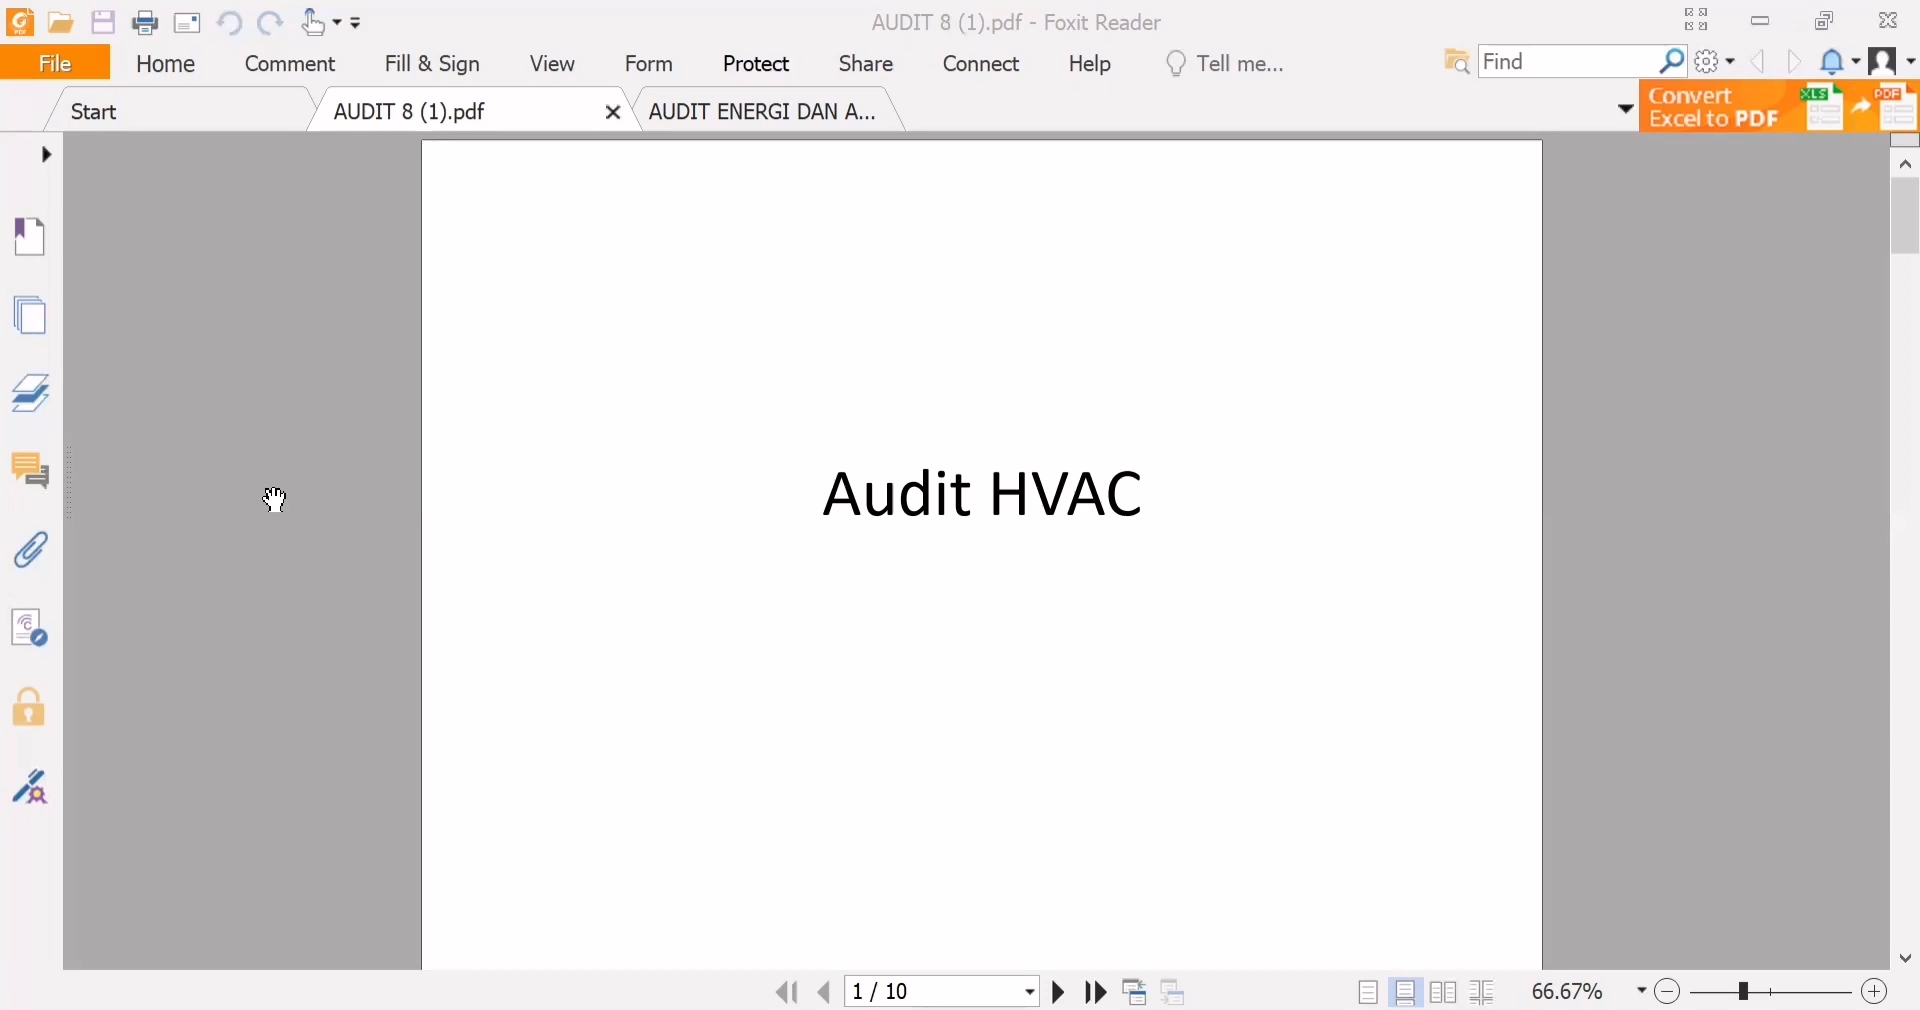 AUDIT 8 (1).pdf - Foxit Reader
File Home Comment Fill & Sign View Form Protect Share Connect Help Tell me... Find
Start AUDIT 8 (1).pdf AUDIT ENERGI DAN A...
Convert
Excel to PDF
XLS PDF
Audit HVAC
1 / 10
66.67%